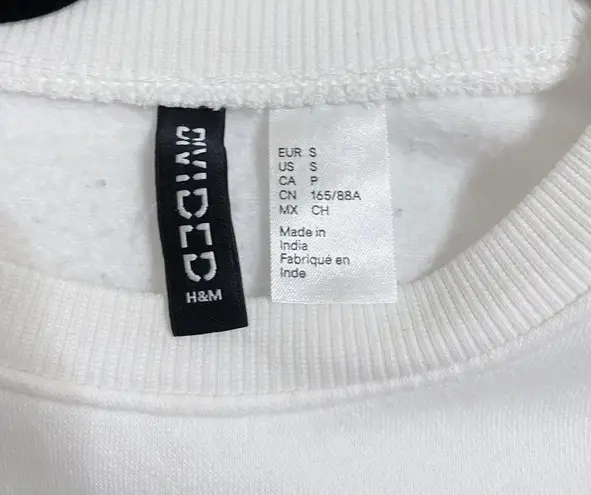 DIVIDED
H&M
EUR S
US S
CA P
CN 165/88A
MX CH
Made in
India
Fabriqué en
Inde